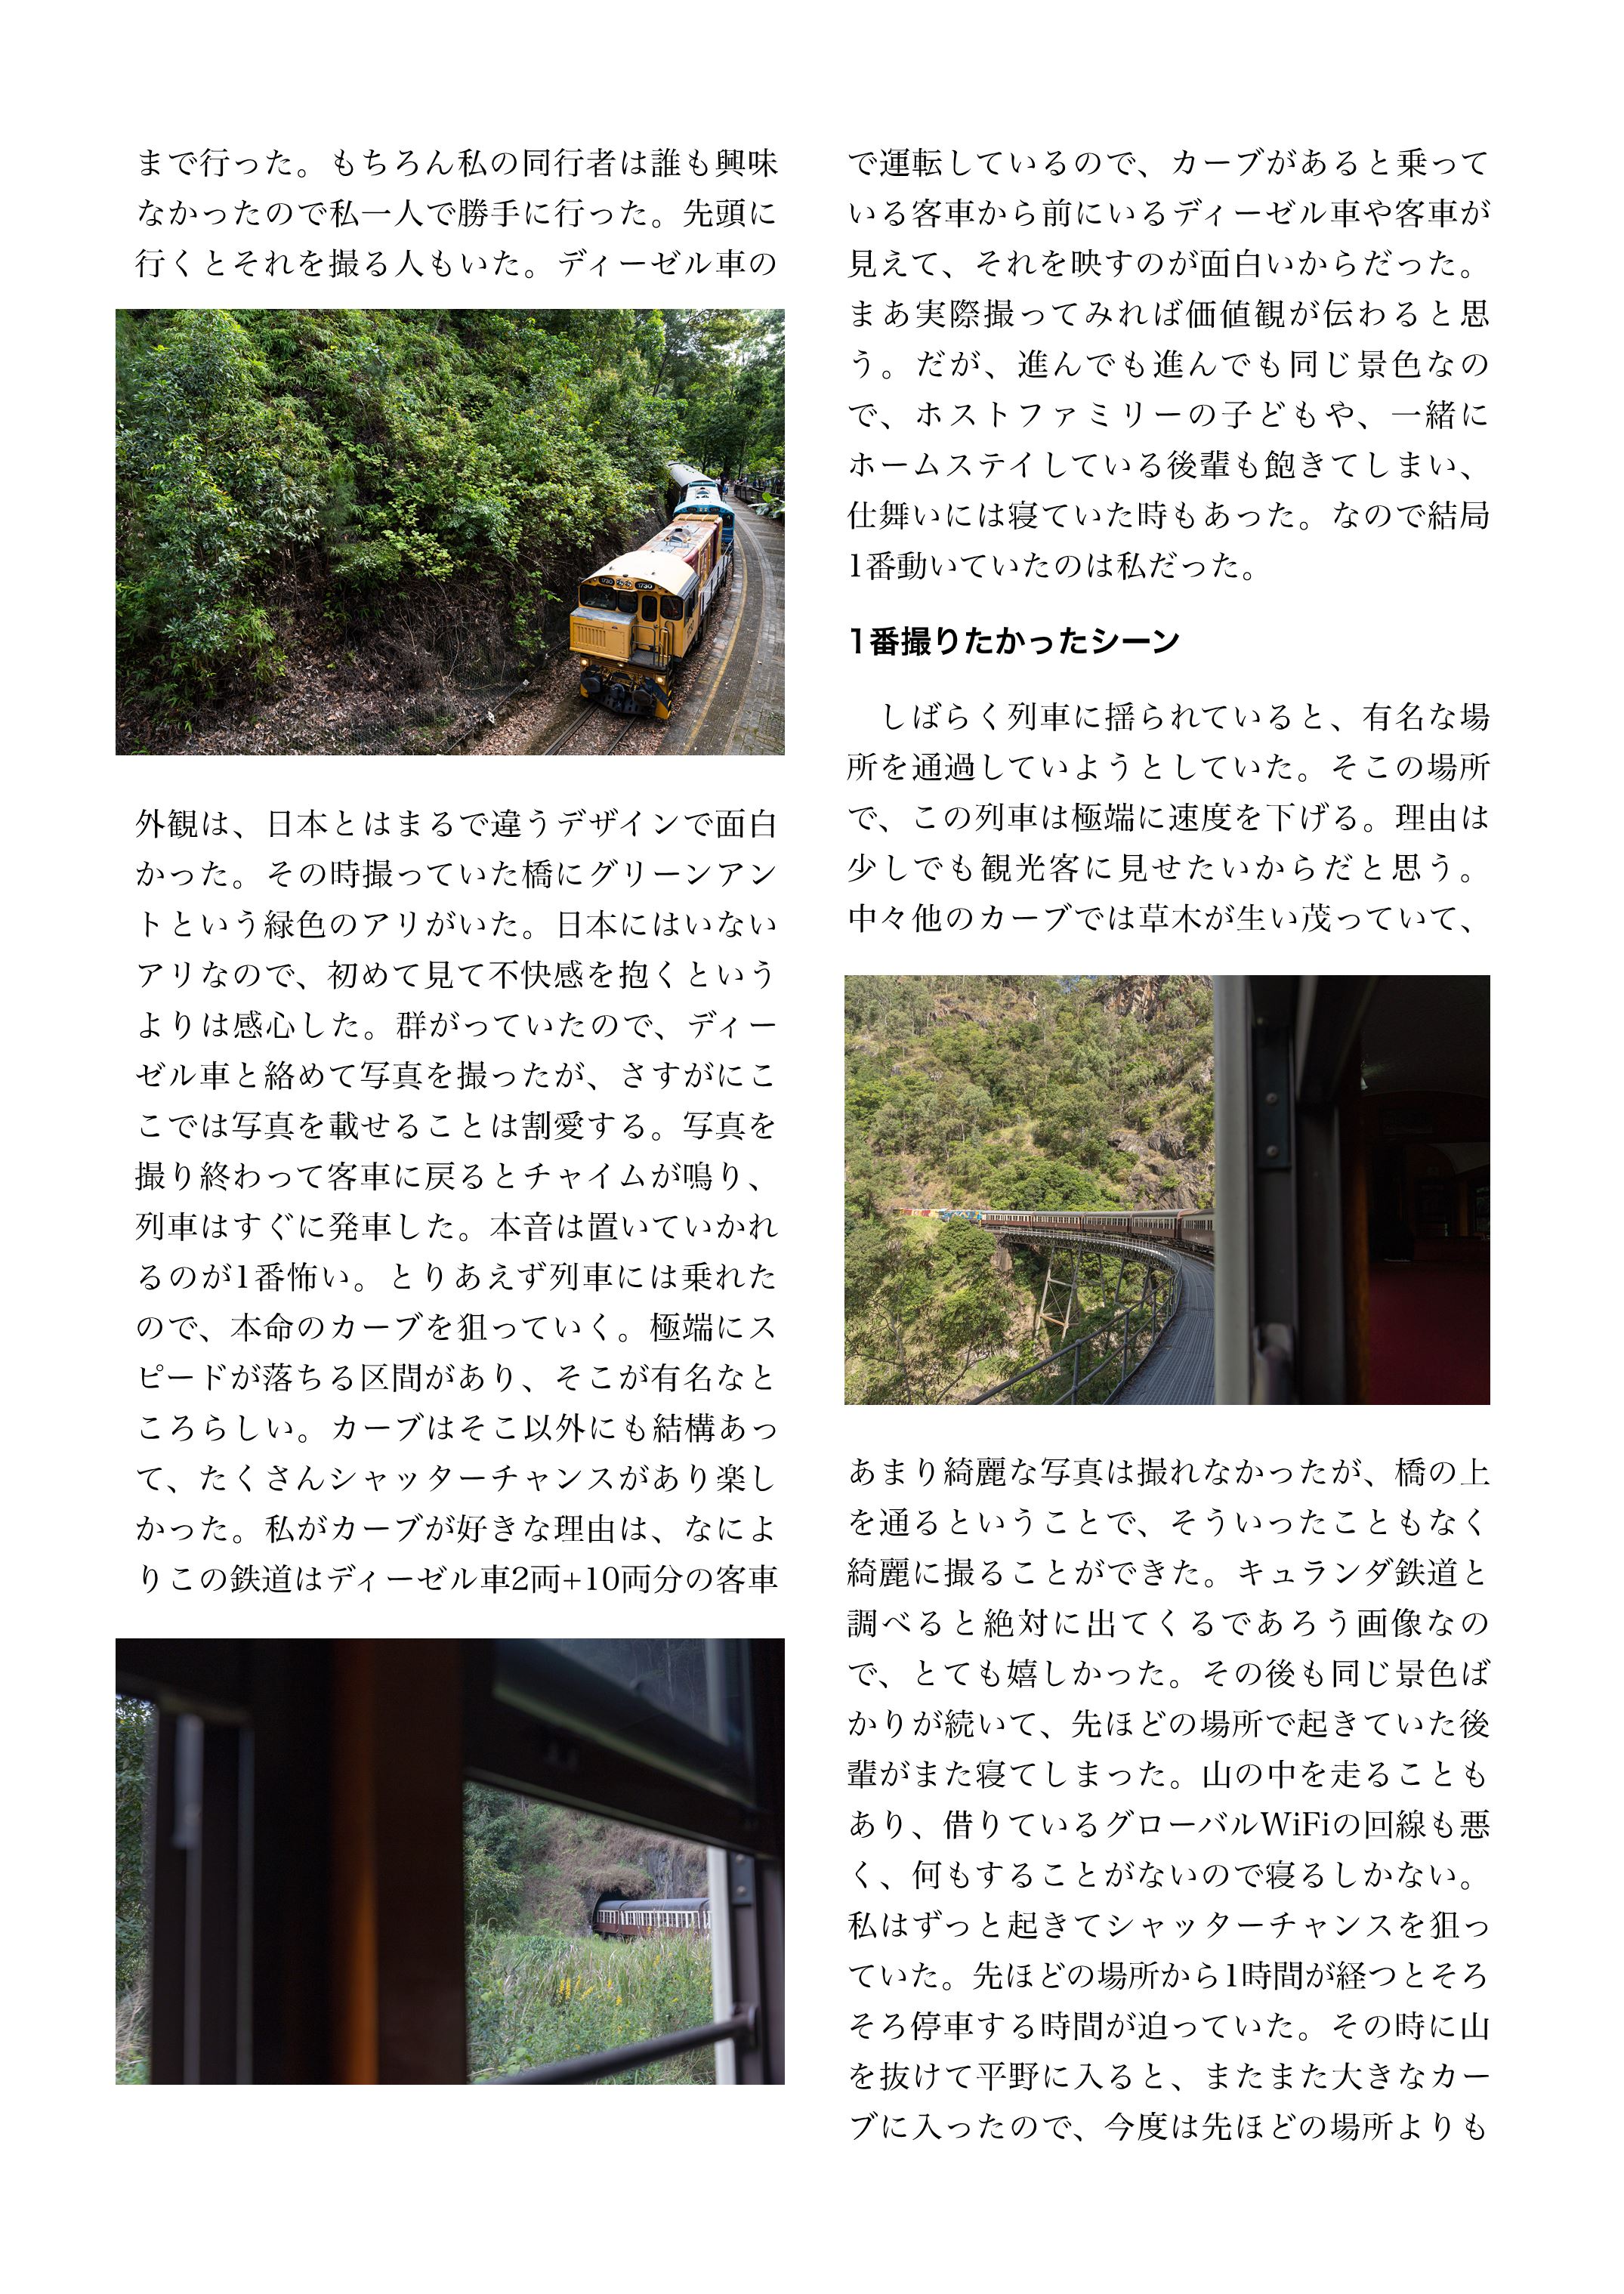 まで行った。もちろん私の同行者は誰も興味
なかったので私一人で勝手に行った。先頭に
行くとそれを撮る人もいた。ディーゼル車の
1730 1730
外観は、日本とはまるで違うデザインで面白
かった。その時撮っていた橋にグリーンアン
トという緑色のアリがいた。日本にはいない
アリなので、初めて見て不快感を抱くという
よりは感心した。群がっていたので、ディー
ゼル車と絡めて写真を撮ったが、さすがにこ
こでは写真を載せることは割愛する。写真を
撮り終わって客車に戻るとチャイムが鳴り、
列車はすぐに発車した。本音は置いていかれ
るのが1番怖い。とりあえず列車には乗れた
ので、本命のカーブを狙っていく。極端にス
ピードが落ちる区間があり、そこが有名なと
ころらしい。カーブはそこ以外にも結構あっ
て、たくさんシャッターチャンスがあり楽し
かった。私がカーブが好きな理由は、なによ
りこの鉄道はディーゼル車2両+10両分の客車
で運転しているので、カーブがあると乗って
いる客車から前にいるディーゼル車や客車が
見えて、それを映すのが面白いからだった。
まあ実際撮ってみれば価値観が伝わると思
う。だが、進んでも進んでも同じ景色なの
で、ホストファミリーの子どもや、一緒に
ホームステイしている後輩も飽きてしまい、
仕舞いには寝ていた時もあった。なので結局
1番動いていたのは私だった。
1番撮りたかったシーン
　しばらく列車に揺られていると、有名な場
所を通過していようとしていた。そこの場所
で、この列車は極端に速度を下げる。理由は
少しでも観光客に見せたいからだと思う。
中々他のカーブでは草木が生い茂っていて、
あまり綺麗な写真は撮れなかったが、橋の上
を通るということで、そういったこともなく
綺麗に撮ることができた。キュランダ鉄道と
調べると絶対に出てくるであろう画像なの
で、とても嬉しかった。その後も同じ景色ば
かりが続いて、先ほどの場所で起きていた後
輩がまた寝てしまった。山の中を走ることも
あり、借りているグローバルWiFiの回線も悪
く、何もすることがないので寝るしかない。
私はずっと起きてシャッターチャンスを狙っ
ていた。先ほどの場所から1時間が経つとそろ
そろ停車する時間が迫っていた。その時に山
を抜けて平野に入ると、またまた大きなカー
ブに入ったので、今度は先ほどの場所よりも